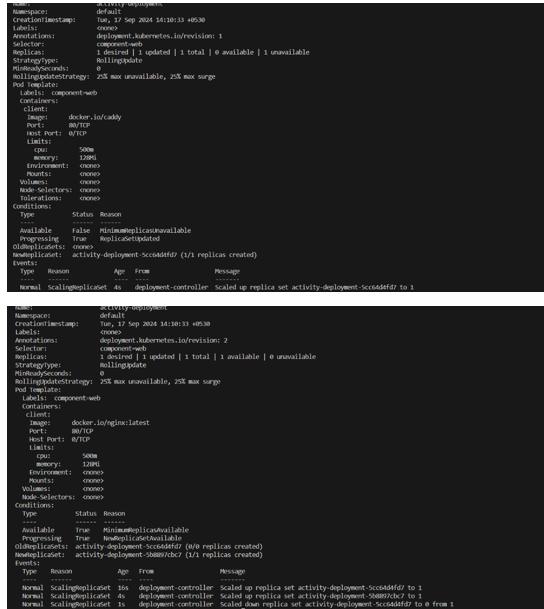 Name: activity-deployment
Namespace: default
CreationTimestamp: Tue, 17 Sep 2024 14:10:33 +0530
Labels: <none>
Annotations: deployment.kubernetes.io/revision: 1
Selector: component=web
Replicas: 1 desired | 1 updated | 1 total | 0 available | 1 unavailable
StrategyType: RollingUpdate
MinReadySeconds: 0
RollingUpdateStrategy: 25% max unavailable, 25% max surge
Pod Template:
Labels: component=web
Containers:
client:
Image: docker.io/caddy
Port: 80/TCP
Host Port: 0/TCP
Limits:
cpu: 500m
memory: 128Mi
Environment: <none>
Mounts: <none>
Volumes: <none>
Node-Selectors: <none>
Tolerations: <none>
Conditions:
Type Status Reason
---- ------ ------
Available False MinimumReplicasUnavailable
Progressing True ReplicaSetUpdated
OldReplicaSets: <none>
NewReplicaSet: activity-deployment-5cc64d4fd7 (1/1 replicas created)
Events:
Type Reason Age From Message
---- ------ ---- ---- -------
Normal ScalingReplicaSet 4s deployment-controller Scaled up replica set activity-deployment-5cc64d4fd7 to 1
Name: activity-deployment
Namespace: default
CreationTimestamp: Tue, 17 Sep 2024 14:10:33 +0530
Labels: <none>
Annotations: deployment.kubernetes.io/revision: 2
Selector: component=web
Replicas: 1 desired | 1 updated | 1 total | 1 available | 0 unavailable
StrategyType: RollingUpdate
MinReadySeconds: 0
RollingUpdateStrategy: 25% max unavailable, 25% max surge
Pod Template:
Labels: component=web
Containers:
client:
Image: docker.io/nginx:latest
Port: 80/TCP
Host Port: 0/TCP
Limits:
cpu: 500m
memory: 128Mi
Environment: <none>
Mounts: <none>
Volumes: <none>
Node-Selectors: <none>
Conditions:
Type Status Reason
---- ------ ------
Available True MinimumReplicasAvailable
Progressing True NewReplicaSetAvailable
OldReplicaSets: activity-deployment-5cc64d4fd7 (0/0 replicas created)
NewReplicaSet: activity-deployment-5b8897cbc7 (1/1 replicas created)
Events:
Type Reason Age From Message
---- ------ ---- ---- -------
Normal ScalingReplicaSet 16s deployment-controller Scaled up replica set activity-deployment-5cc64d4fd7 to 1
Normal ScalingReplicaSet 4s deployment-controller Scaled up replica set activity-deployment-5b8897cbc7 to 1
Normal ScalingReplicaSet 1s deployment-controller Scaled down replica set activity-deployment-5cc64d4fd7 to 0 from 1